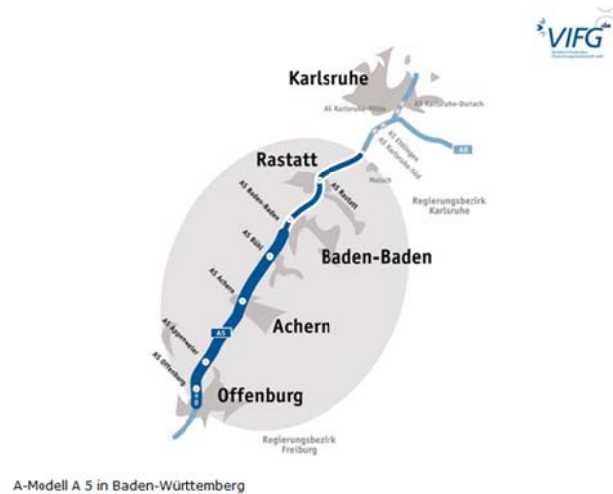 VIFG
Karlsruhe
AS Karlsruhe-Mitte
AS Karlsruhe-Durlach
AS Ettlingen
AS Karlsruhe-Süd
A8
Rastatt
AS Rastatt
Malsch
Regierungsbezirk
Karlsruhe
AS Baden-Baden
AS Bühl
Baden-Baden
AS Achern
Achern
A5
AS Appenweier
AS Offenburg
Offenburg
Regierungsbezirk
Freiburg
A-Modell A 5 in Baden-Württemberg